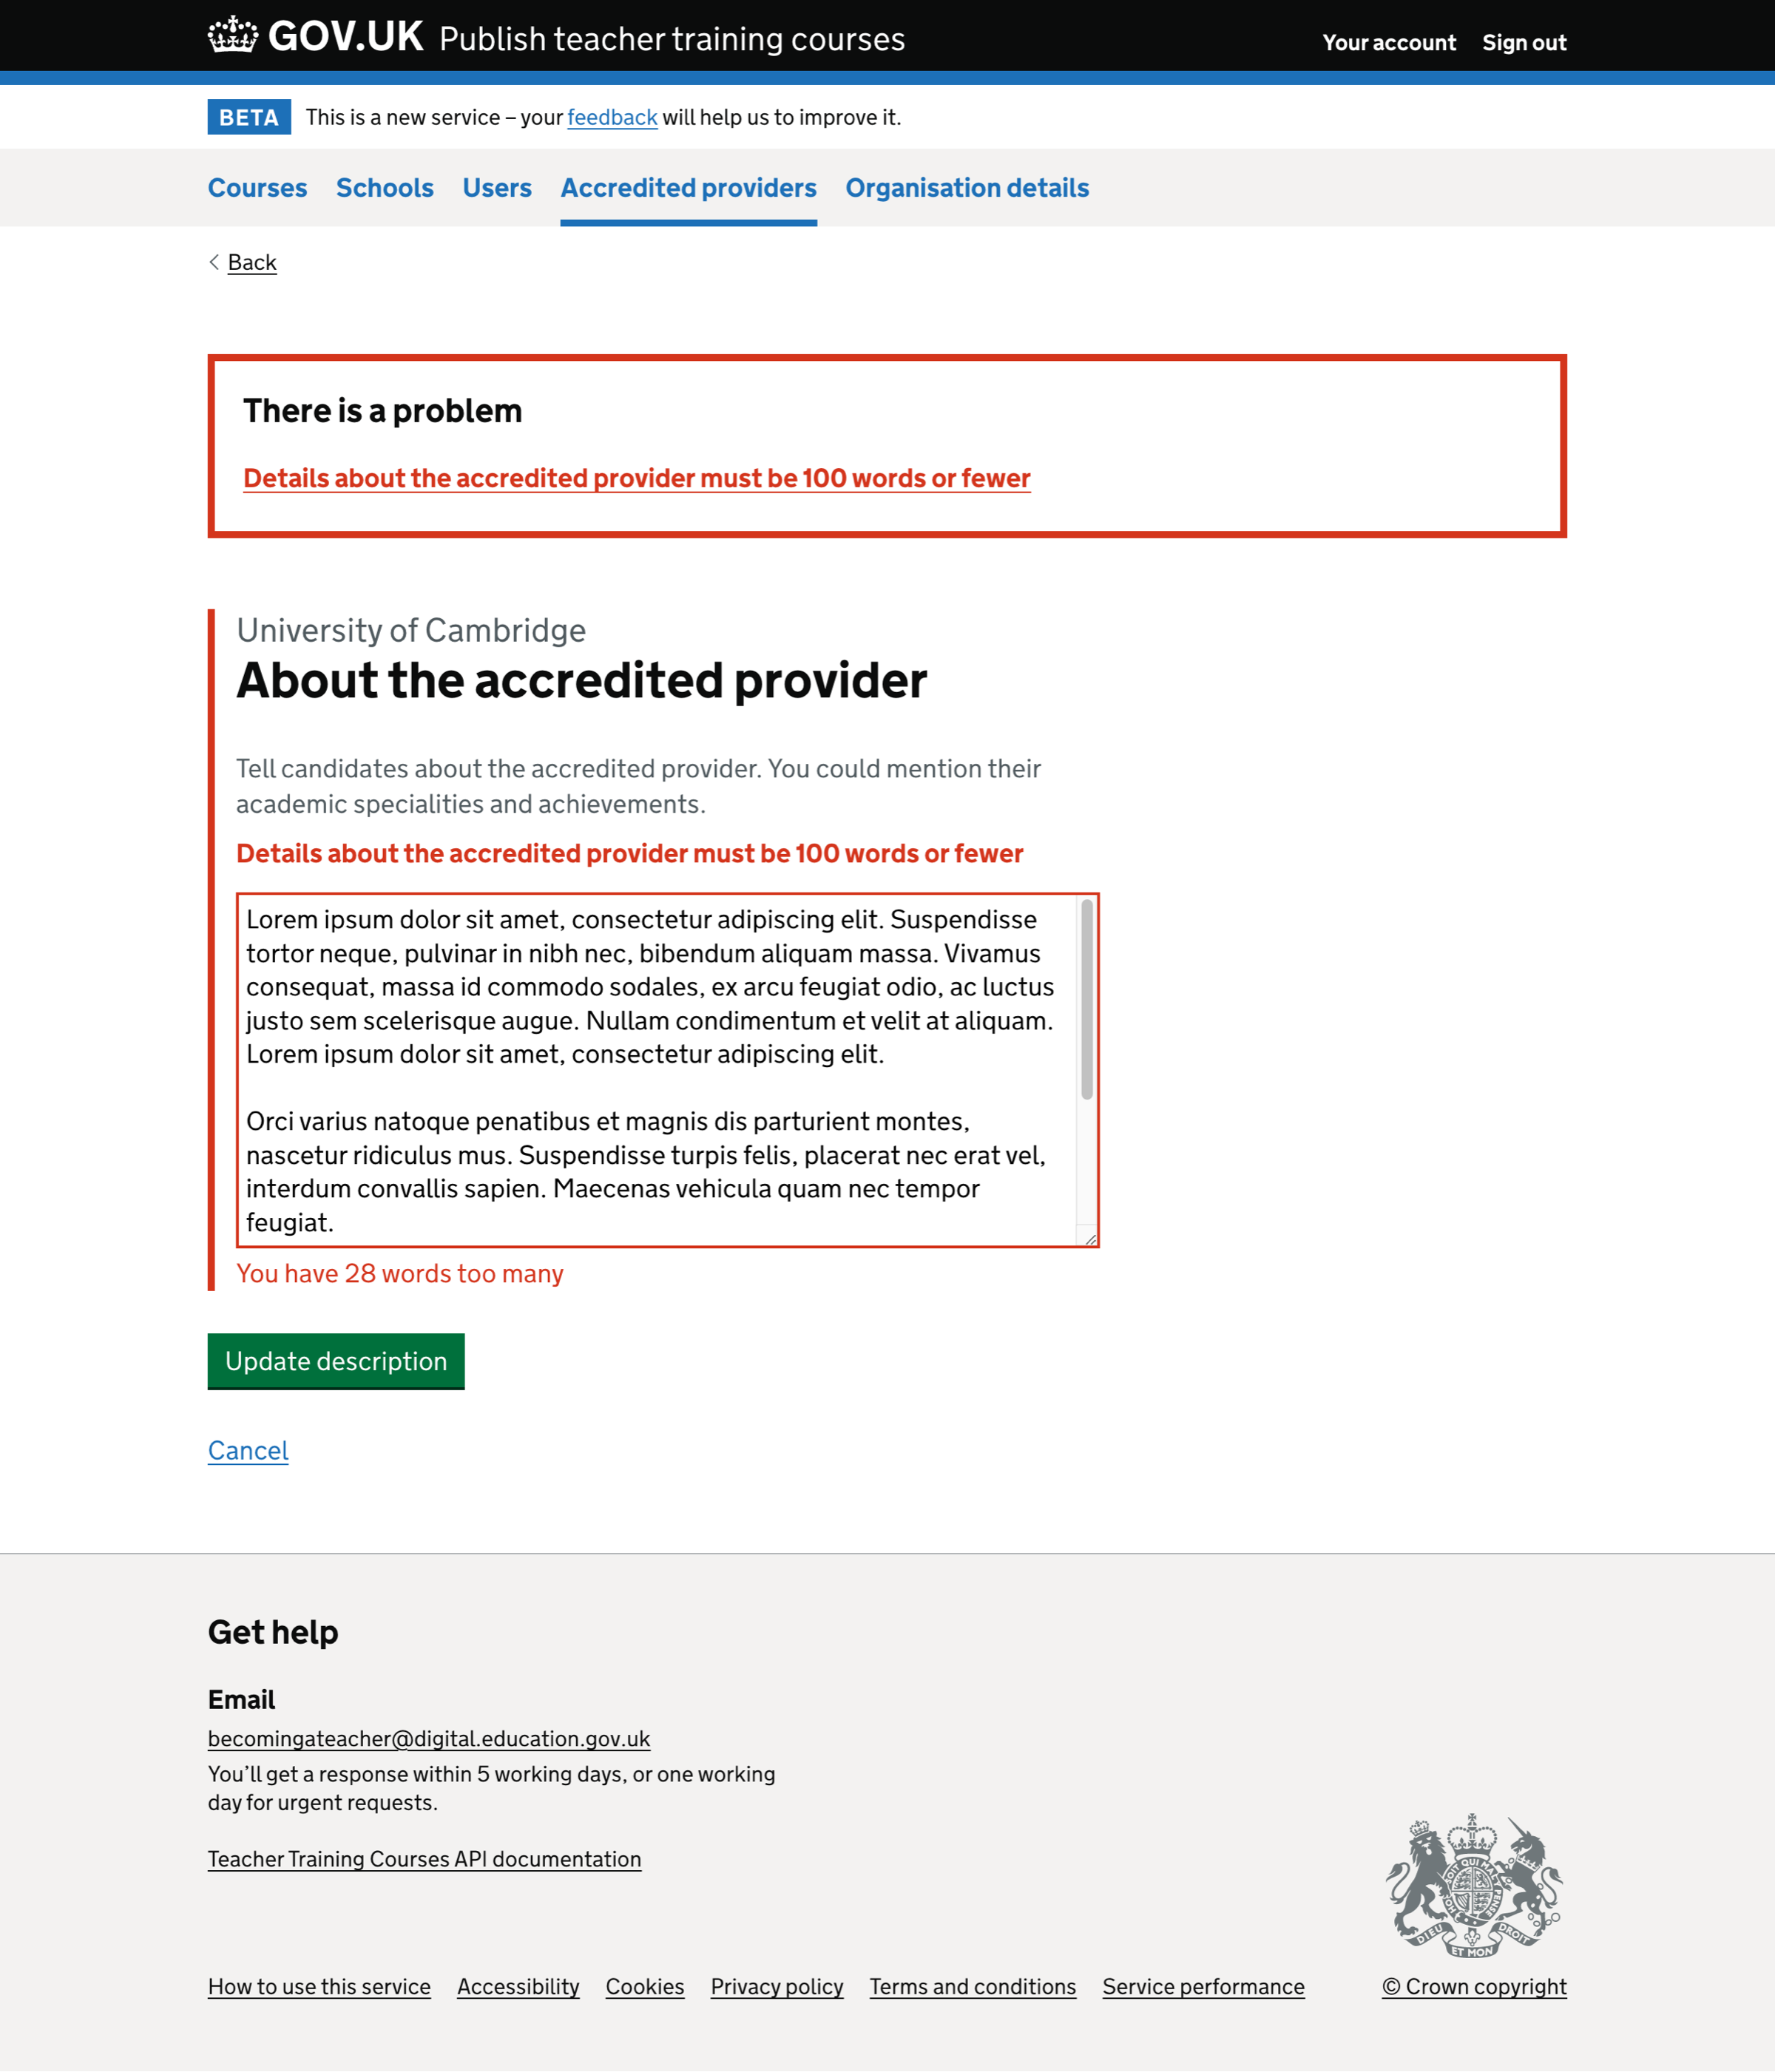 GOV.UK Publish teacher training courses
Your account Sign out
BETA This is a new service – your feedback will help us to improve it.
Courses Schools Users Accredited providers Organisation details
Back
There is a problem
Details about the accredited provider must be 100 words or fewer
University of Cambridge
About the accredited provider
Tell candidates about the accredited provider. You could mention their
academic specialities and achievements.
Details about the accredited provider must be 100 words or fewer
Lorem ipsum dolor sit amet, consectetur adipiscing elit. Suspendisse
tortor neque, pulvinar in nibh nec, bibendum aliquam massa. Vivamus
consequat, massa id commodo sodales, ex arcu feugiat odio, ac luctus
justo sem scelerisque augue. Nullam condimentum et velit at aliquam.
Lorem ipsum dolor sit amet, consectetur adipiscing elit.
Orci varius natoque penatibus et magnis dis parturient montes,
nascetur ridiculus mus. Suspendisse turpis felis, placerat nec erat vel,
interdum convallis sapien. Maecenas vehicula quam nec tempor
feugiat.
You have 28 words too many
Update description
Cancel
Get help
Email
becomingateacher@digital.education.gov.uk
You’ll get a response within 5 working days, or one working
day for urgent requests.
Teacher Training Courses API documentation
DIEU ET MON DROIT
How to use this service Accessibility Cookies Privacy policy Terms and conditions Service performance
© Crown copyright